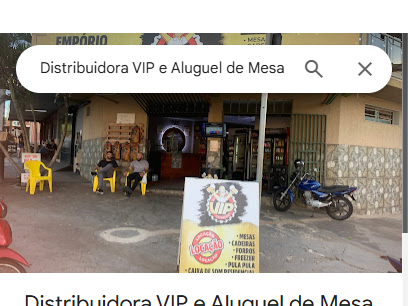 EMPÓRIO
• MESA
Distribuidora VIP e Aluguel de Mesa
VIP
LOCAÇÃO
• MESAS
• CADEIRAS
• FORROS
• FREEZER
• PULA PULA
• CAIXA DE SOM RESIDENCIAL
Distribuidora VIP e Aluguel de Mesa